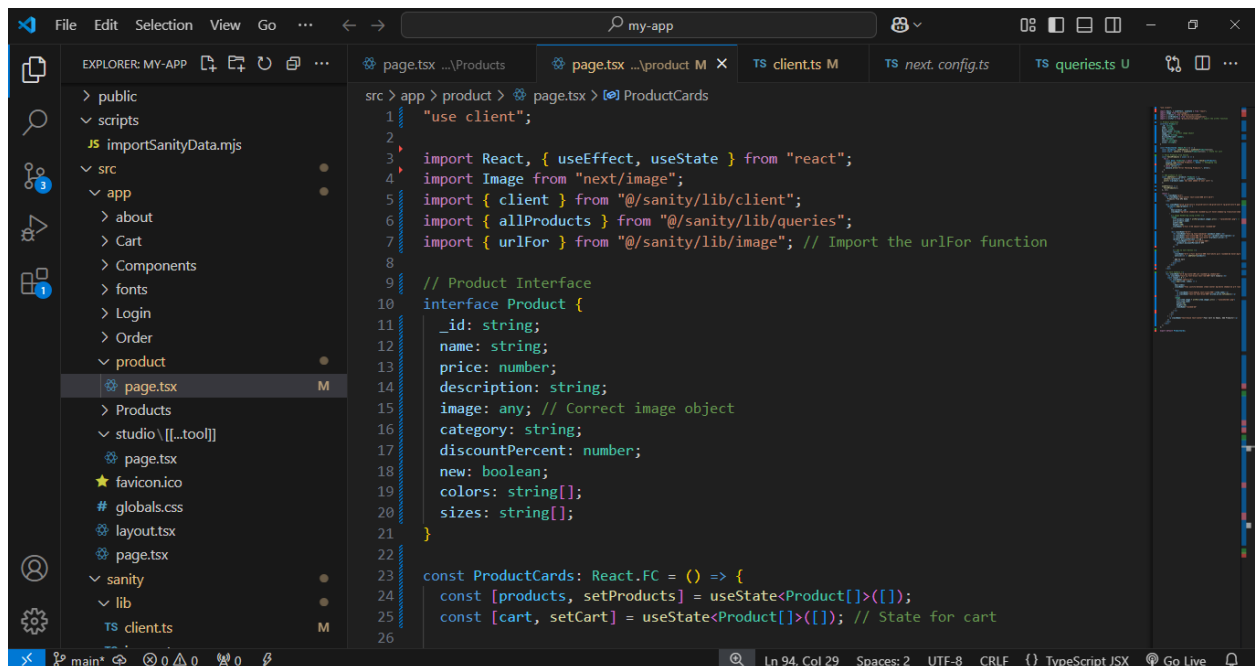 File Edit Selection View Go ··· my-app
EXPLORER: MY-APP ···
page.tsx ...\Products page.tsx ...\product M TS client.ts M TS next. config.ts TS queries.ts U ···
public
scripts
JS importSanityData.mjs
src
app
about
Cart
Components
fonts
Login
Order
product
page.tsx M
Products
studio\[[...tool]]
page.tsx
favicon.ico
# globals.css
layout.tsx
page.tsx
sanity
lib
TS client.ts M
3
1
src > app > product > page.tsx > ProductCards
1 "use client";
2
3 import React, { useEffect, useState } from "react";
4 import Image from "next/image";
5 import { client } from "@/sanity/lib/client";
6 import { allProducts } from "@/sanity/lib/queries";
7 import { urlFor } from "@/sanity/lib/image"; // Import the urlFor function
8
9 // Product Interface
10 interface Product {
11 _id: string;
12 name: string;
13 price: number;
14 description: string;
15 image: any; // Correct image object
16 category: string;
17 discountPercent: number;
18 new: boolean;
19 colors: string[];
20 sizes: string[];
21 }
22
23 const ProductCards: React.FC = () => {
24 const [products, setProducts] = useState<Product[]>([]);
25 const [cart, setCart] = useState<Product[]>([]); // State for cart
26
main* 0 0 0 Ln 94, Col 29 Spaces: 2 UTF-8 CRLF {} TypeScript JSX Go Live